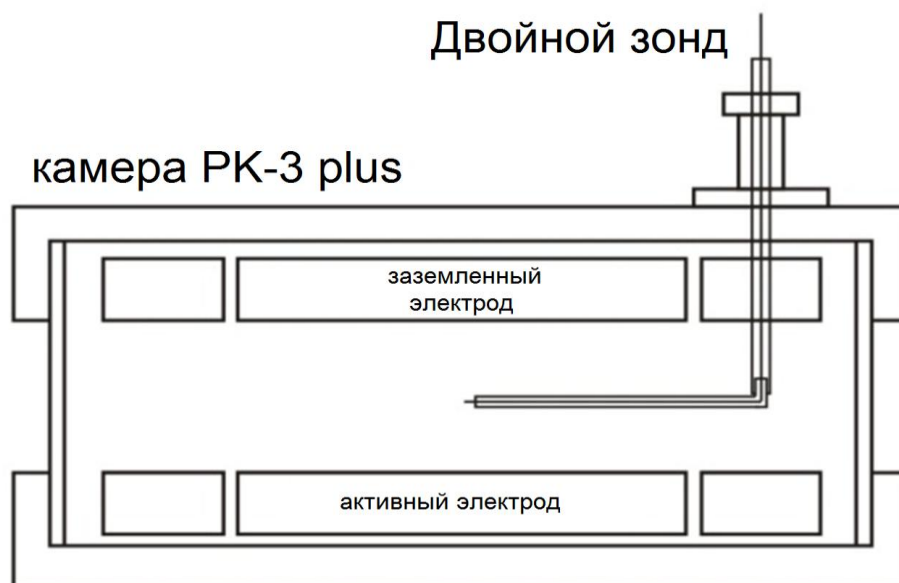 Двойной зонд
камера PK-3 plus
заземленный
электрод
активный электрод